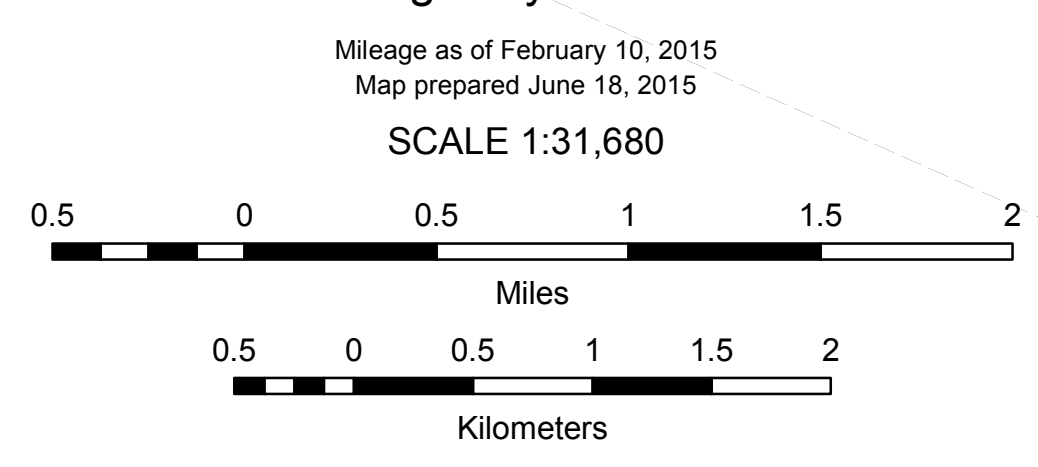 Mileage as of February 10, 2015
Map prepared June 18, 2015
SCALE 1:31,680
0.5 0 0.5 1 1.5 2
Miles
0.5 0 0.5 1 1.5 2
Kilometers